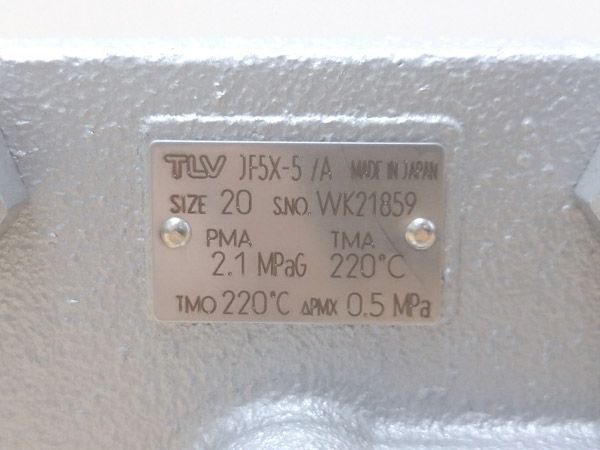 TLV JF5X-5 /A MADE IN JAPAN
SIZE 20 S.NO. WK21859
PMA TMA
2.1 MPaG 220°C
TMO 220°C ΔPMX 0.5 MPa